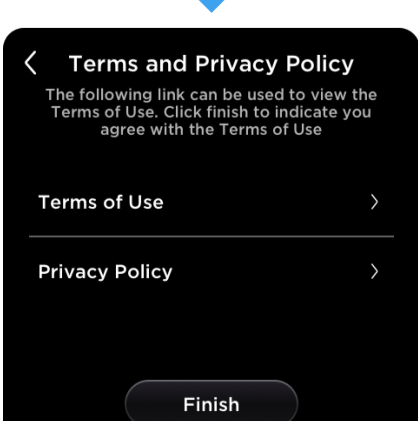 Terms and Privacy Policy
The following link can be used to view the
Terms of Use. Click finish to indicate you
agree with the Terms of Use
Terms of Use
Privacy Policy
Finish